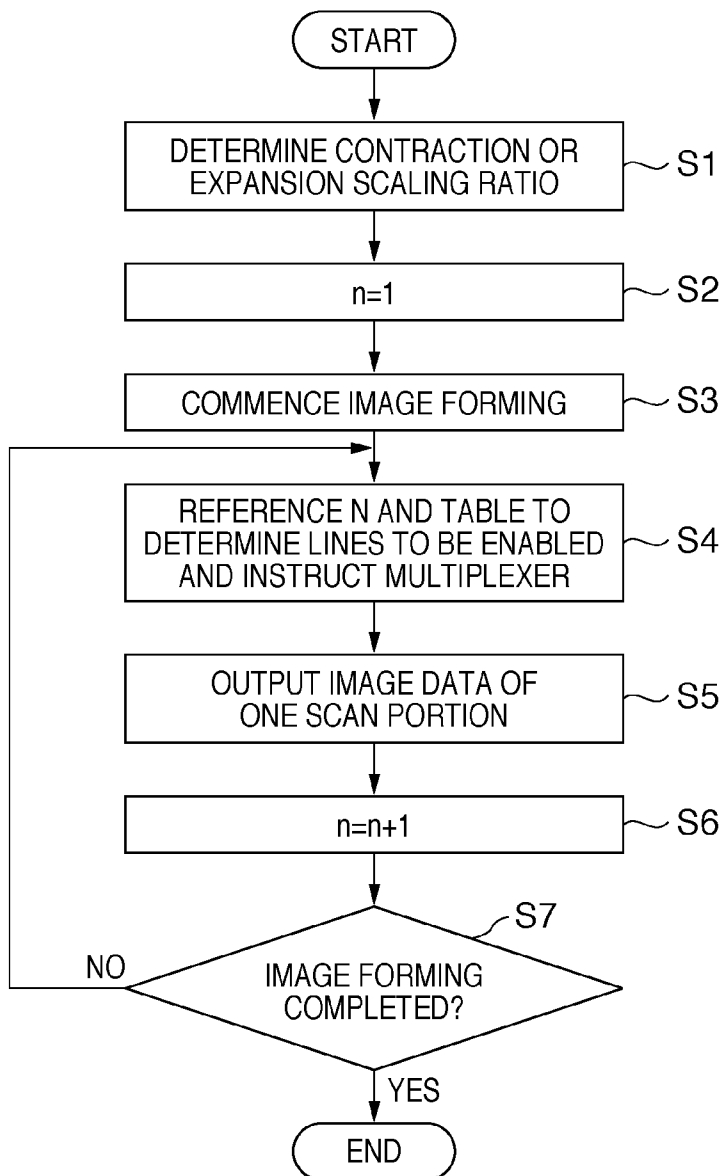 START
DETERMINE CONTRACTION OR
EXPANSION SCALING RATIO
S1
n=1
S2
COMMENCE IMAGE FORMING
S3
REFERENCE N AND TABLE TO
DETERMINE LINES TO BE ENABLED
AND INSTRUCT MULTIPLEXER
S4
OUTPUT IMAGE DATA OF
ONE SCAN PORTION
S5
n=n+1
S6
S7
IMAGE FORMING
COMPLETED?
NO
YES
END